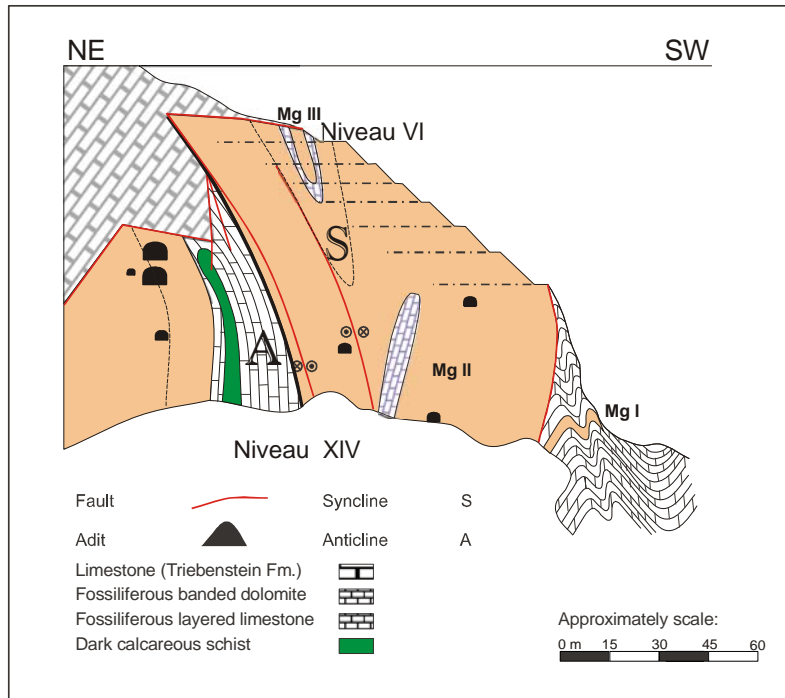 NE SW
Mg III
Niveau VI
S
A
Mg II
Mg I
Niveau XIV
Fault Syncline S
Adit Anticline A
Limestone (Triebenstein Fm.)
Fossiliferous banded dolomite
Fossiliferous layered limestone
Dark calcareous schist
Approximately scale:
0 m 15 30 45 60